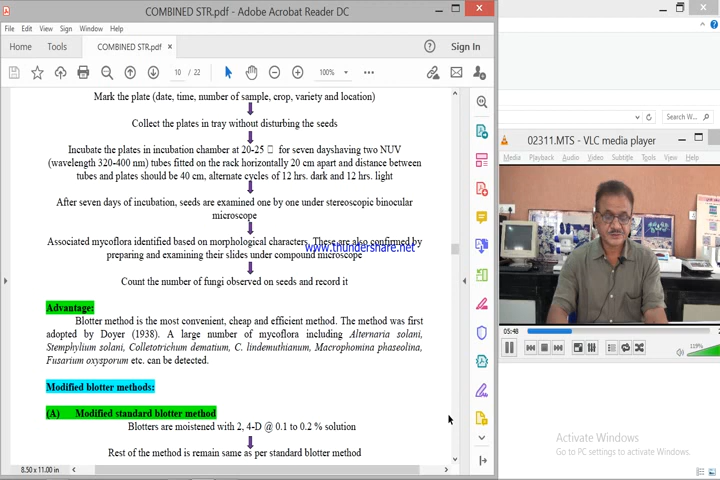 COMBINED STR.pdf - Adobe Acrobat Reader DC
File Edit View Sign Window Help
Home Tools COMBINED STR.pdf × Sign In
10 / 22 100%
Mark the plate (date, time, number of sample, crop, variety and location)
Collect the plates in tray without disturbing the seeds
Incubate the plates in incubation chamber at 20-25 □ for seven dayshaving two NUV
(wavelength 320-400 nm) tubes fitted on the rack horizontally 20 cm apart and distance between
tubes and plates should be 40 cm, alternate cycles of 12 hrs. dark and 12 hrs. light
After seven days of incubation, seeds are examined one by one under stereoscopic binocular
microscope
Associated mycoflora identified based on morphological characters. These are also confirmed by
www.thundershare.net
preparing and examining their slides under compound microscope
Count the number of fungi observed on seeds and record it
Advantage:
Blotter method is the most convenient, cheap and efficient method. The method was first
adopted by Doyer (1938). A large number of mycoflora including Alternaria solani,
Stemphylium solani, Colletotrichum dematium, C. lindemuthianum, Macrophomina phaseolina,
Fusarium oxysporum etc. can be detected.
Modified blotter methods:
(A) Modified standard blotter method
Blotters are moistened with 2, 4-D @ 0.1 to 0.2 % solution
Rest of the method is remain same as per standard blotter method
8.50 x 11.00 in
Search R...
02311.MTS - VLC media player
Media Playback Audio Video Subtitle Tools View Help
05:48
119%
Activate Windows
Go to PC settings to activate Windows.